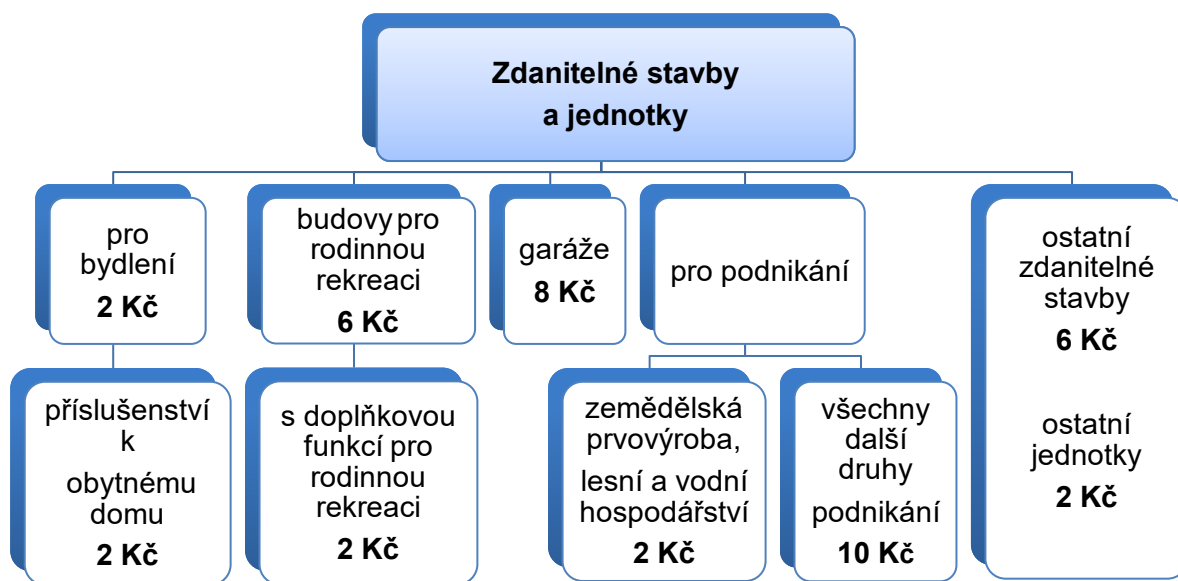 Zdanitelné stavby
a jednotky
pro
bydlení
2 Kč
budovy pro
rodinnou
rekreaci
6 Kč
garáže
8 Kč
pro podnikání
ostatní
zdanitelné
stavby
6 Kč
ostatní
jednotky
2 Kč
příslušenství
k
obytnému
domu
2 Kč
s doplňkovou
funkcí pro
rodinnou
rekreaci
2 Kč
zemědělská
prvovýroba,
lesní a vodní
hospodářství
2 Kč
všechny
další
druhy
podnikání
10 Kč